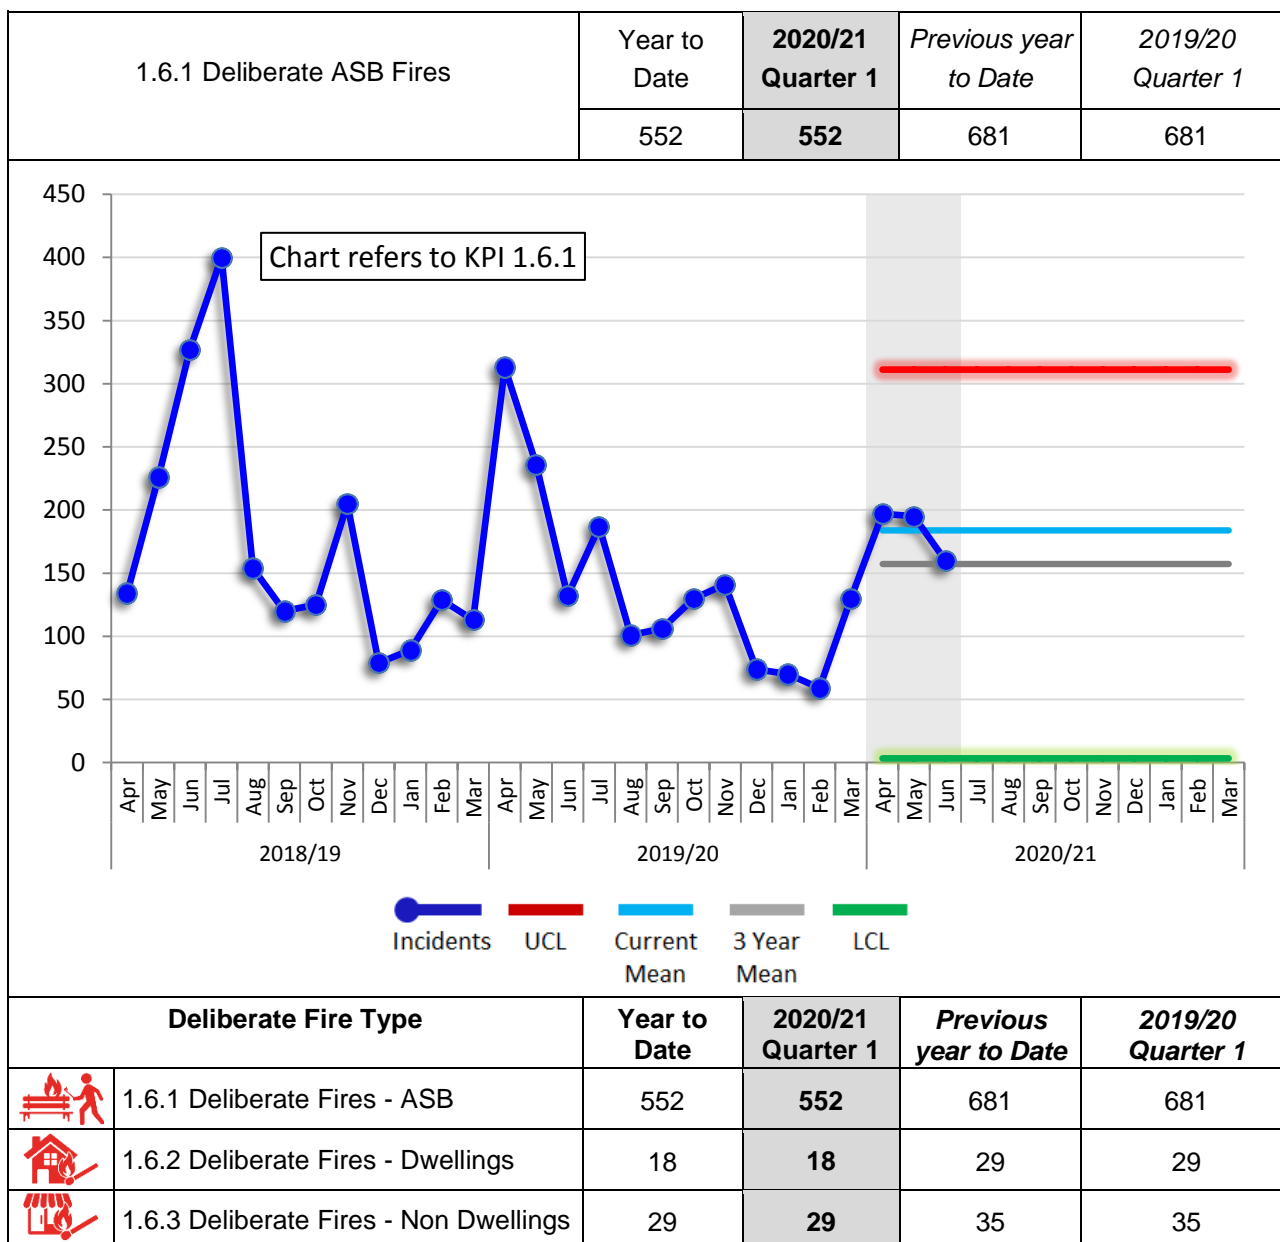 1.6.1 Deliberate ASB Fires
Year to Date
2020/21 Quarter 1
Previous year to Date
2019/20 Quarter 1
552 552 681 681
Chart refers to KPI 1.6.1
450
400
350
300
250
200
150
100
50
0
Apr May Jun Jul Aug Sep Oct Nov Dec Jan Feb Mar Apr May Jun Jul Aug Sep Oct Nov Dec Jan Feb Mar Apr May Jun Jul Aug Sep Oct Nov Dec Jan Feb Mar
2018/19 2019/20 2020/21
Incidents UCL Current Mean 3 Year Mean LCL
Deliberate Fire Type
Year to Date
2020/21 Quarter 1
Previous year to Date
2019/20 Quarter 1
1.6.1 Deliberate Fires - ASB 552 552 681 681
1.6.2 Deliberate Fires - Dwellings 18 18 29 29
1.6.3 Deliberate Fires - Non Dwellings 29 29 35 35